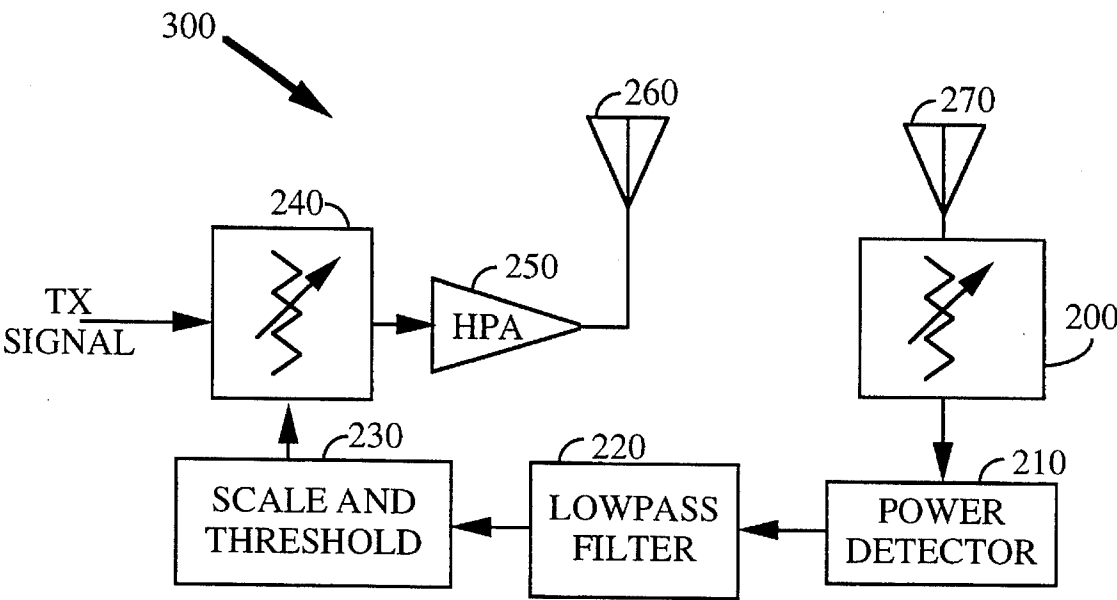 300
260
270
240
250
TX
SIGNAL
HPA
200
230
220
210
SCALE AND
THRESHOLD
LOWPASS
FILTER
POWER
DETECTOR